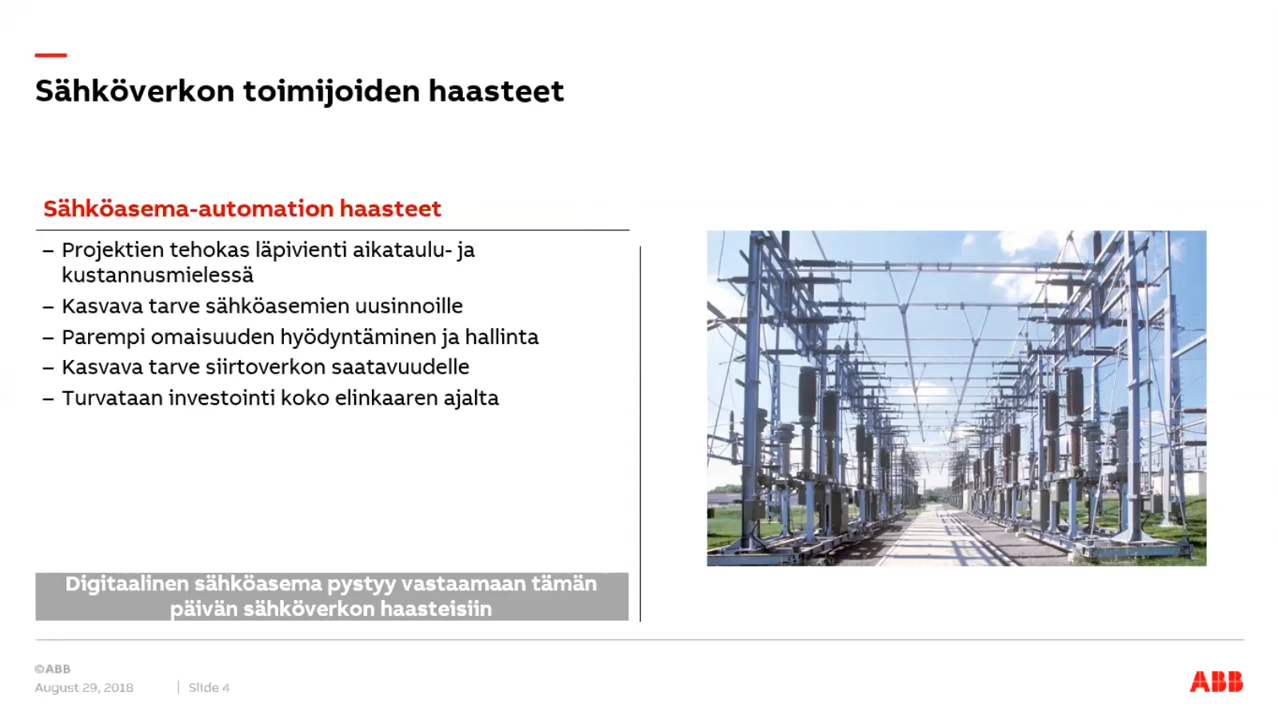 Sähköverkon toimijoiden haasteet
Sähköasema-automation haasteet
– Projektien tehokas läpivienti aikataulu- ja
kustannusmielessä
– Kasvava tarve sähköasemien uusinnoille
– Parempi omaisuuden hyödyntäminen ja hallinta
– Kasvava tarve siirtoverkon saatavuudelle
– Turvataan investointi koko elinkaaren ajalta
Digitaalinen sähköasema pystyy vastaamaan tämän
päivän sähköverkon haasteisiin
©ABB
August 29, 2018 | Slide 4
ABB